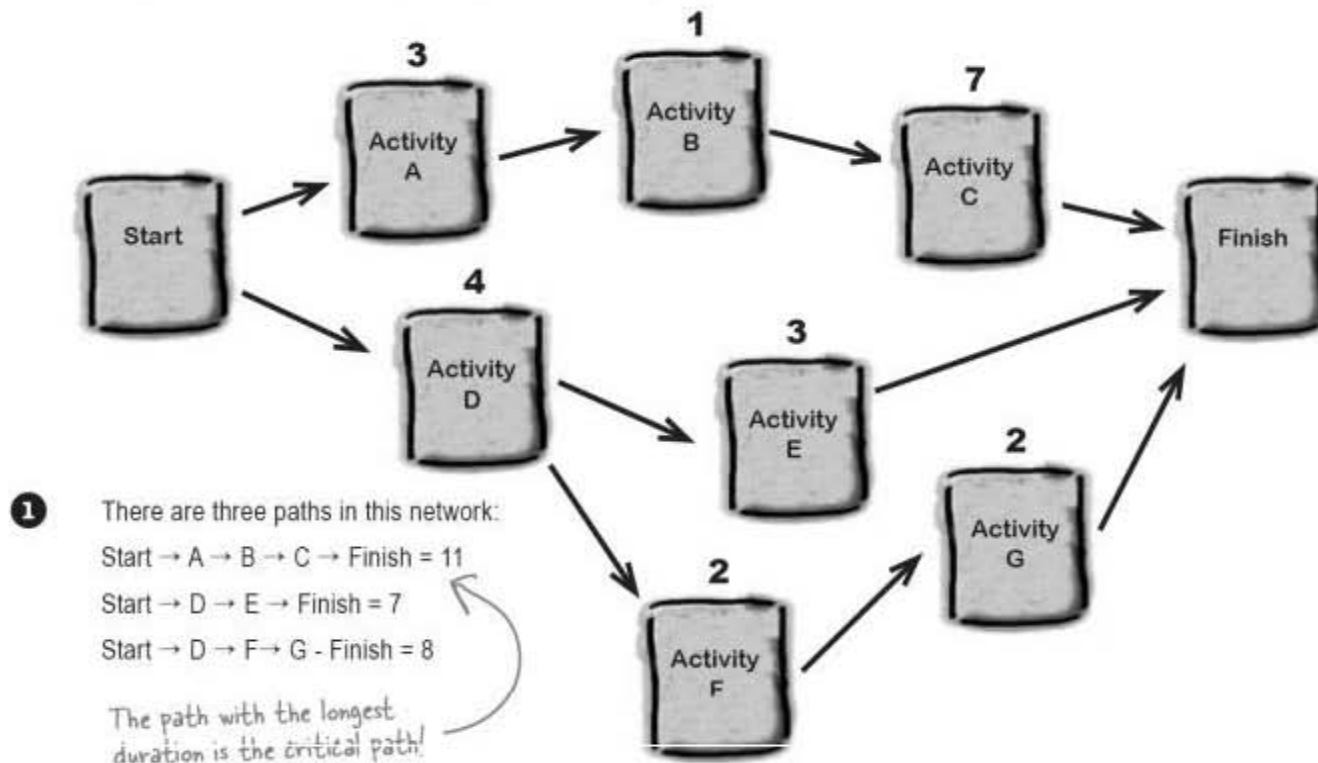 3
1
7
Activity
A
Activity
B
Activity
C
Start
Finish
4
3
2
Activity
D
Activity
E
Activity
G
2
Activity
F
1
There are three paths in this network:
Start → A → B → C → Finish = 11
Start → D → E → Finish = 7
Start → D → F → G - Finish = 8
The path with the longest
duration is the critical path!